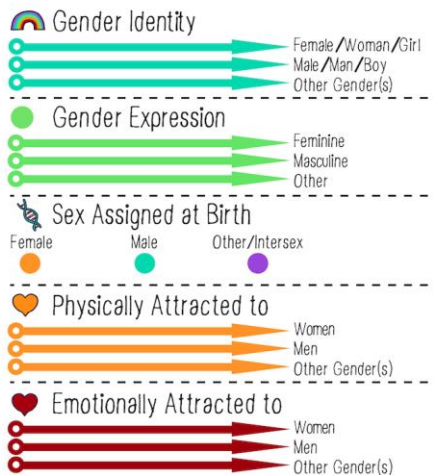 Gender Identity
Female/Woman/Girl
Male/Man/Boy
Other Gender(s)
Gender Expression
Feminine
Masculine
Other
Sex Assigned at Birth
Female Male Other/Intersex
Physically Attracted to
Women
Men
Other Gender(s)
Emotionally Attracted to
Women
Men
Other Gender(s)